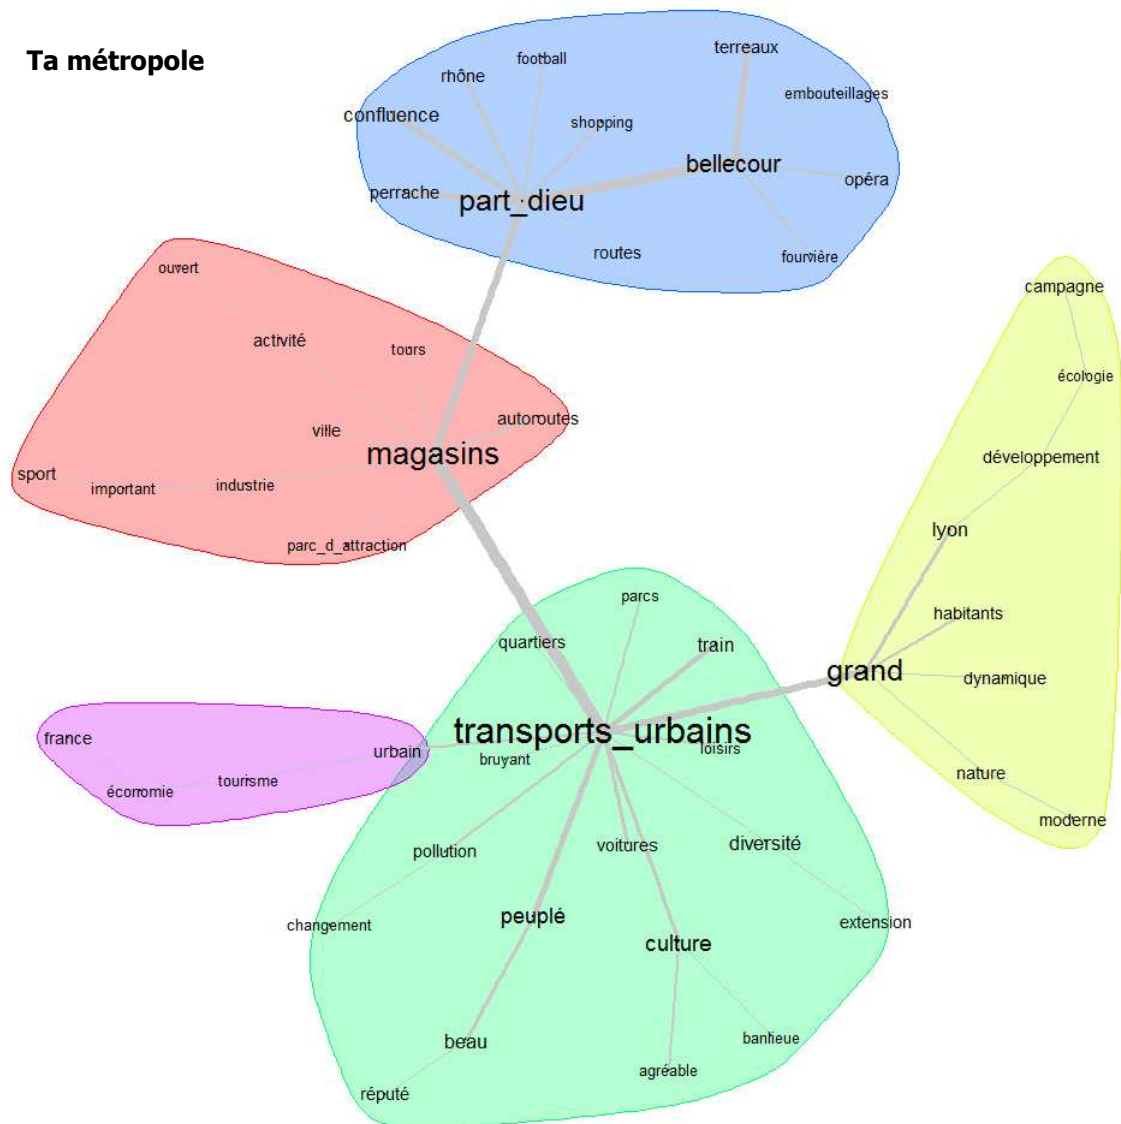 Ta métropole
terreaux
football
rhône
embouteillages
confluence
shopping
bellecour
opéra
perrache
part_dieu
routes
fourvière
ouvert
activité
tours
ville
autoroutes
magasins
sport
important
industrie
parc_d_attraction
campagne
écologie
développement
lyon
habitants
grand
dynamique
nature
moderne
parcs
quartiers
train
transports_urbains
bruyant
loisirs
voitures
diversité
pollution
changement
peuplé
culture
extension
beau
banlieue
agréable
réputé
france
urbain
tourisme
économie